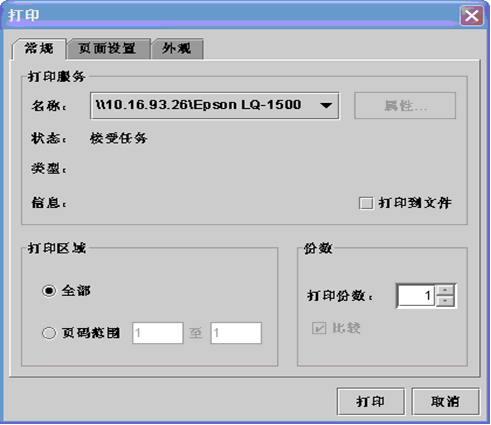 打印
常规 页面设置 外观
打印服务
名称： \\10.16.93.26\Epson LQ-1500 属性...
状态： 接受任务
类型：
信息： 打印到文件
打印区域 份数
全部
打印份数： 1
页码范围 1 至 1
比较
打印 取消